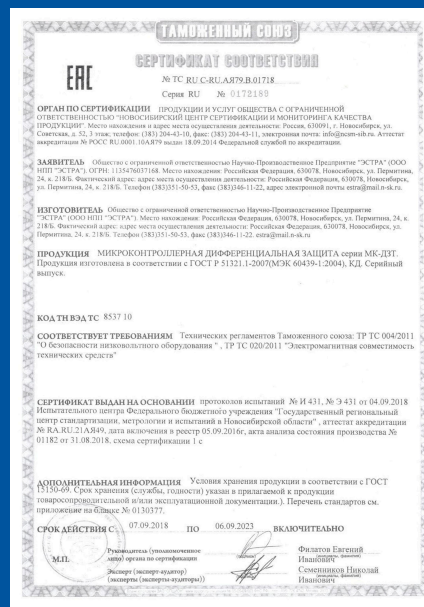 ТАМОЖЕННЫЙ СОЮЗ
СЕРТИФИКАТ СООТВЕТСТВИЯ
ЕАС
№ ТС RU C-RU.АЯ79.В.01718
Серия RU № 0172189
ОРГАН ПО СЕРТИФИКАЦИИ ПРОДУКЦИИ И УСЛУГ ОБЩЕСТВА С ОГРАНИЧЕННОЙ
ОТВЕТСТВЕННОСТЬЮ "НОВОСИБИРСКИЙ ЦЕНТР СЕРТИФИКАЦИИ И МОНИТОРИНГА КАЧЕСТВА
ПРОДУКЦИИ". Место нахождения и адрес места осуществления деятельности: Россия, 630091, г. Новосибирск, ул.
Советская, д. 52, 3 этаж; телефон: (383) 204-43-10, факс: (383) 204-43-11, электронная почта: info@ncsm-sib.ru. Аттестат
аккредитации № РОСС RU.0001.10АЯ79 выдан 18.09.2014 Федеральной службой по аккредитации.
ЗАЯВИТЕЛЬ Общество с ограниченной ответственностью Научно-Производственное Предприятие "ЭСТРА" (ООО
НПП "ЭСТРА"). ОГРН: 1135476037168. Место нахождения: Российская Федерация, 630078, Новосибирск, ул. Пермитина,
24, к. 218/Б. Фактический адрес: адрес места осуществления деятельности: Российская Федерация, 630078, Новосибирск,
ул. Пермитина, 24, к. 218/Б. Телефон (383)351-50-53, факс (383)346-11-22, адрес электронной почты estra@mail.n-sk.ru.
ИЗГОТОВИТЕЛЬ Общество с ограниченной ответственностью Научно-Производственное Предприятие
"ЭСТРА" (ООО НПП "ЭСТРА"). Место нахождения: Российская Федерация, 630078, Новосибирск, ул. Пермитина, 24, к.
218/Б. Фактический адрес: адрес места осуществления деятельности: Российская Федерация, 630078, Новосибирск, ул.
Пермитина, 24, к. 218/Б. Телефон (383)351-50-53, факс (383)346-11-22. estra@mail.n-sk.ru
ПРОДУКЦИЯ МИКРОКОНТРОЛЛЕРНАЯ ДИФФЕРЕНЦИАЛЬНАЯ ЗАЩИТА серии МК-ДЗТ.
Продукция изготовлена в соответствии с ГОСТ Р 51321.1-2007(МЭК 60439-1:2004), КД. Серийный
выпуск.
КОД ТН ВЭД ТС 8537 10
СООТВЕТСТВУЕТ ТРЕБОВАНИЯМ Технических регламентов Таможенного союза: ТР ТС 004/2011
"О безопасности низковольтного оборудования" , ТР ТС 020/2011 "Электромагнитная совместимость
технических средств"
СЕРТИФИКАТ ВЫДАН НА ОСНОВАНИИ протоколов испытаний № И 431, № Э 431 от 04.09.2018
Испытательного центра Федерального бюджетного учреждения "Государственный региональный
центр стандартизации, метрологии и испытаний в Новосибирской области" , аттестат аккредитации
№ RA.RU.21АЯ49, дата включения в реестр 05.09.2016г, акта анализа состояния производства №
01182 от 31.08.2018. схема сертификации 1 с
ДОПОЛНИТЕЛЬНАЯ ИНФОРМАЦИЯ Условия хранения продукции в соответствии с ГОСТ
15150-69. Срок хранения (службы, годности) указан в прилагаемой к продукции
товаросопроводительной и/или эксплуатационной документации.). Перечень стандартов см.
приложение на бланке № 0130377.
СРОК ДЕЙСТВИЯ С 07.09.2018 ПО 06.09.2023 ВКЛЮЧИТЕЛЬНО
М.П.
Руководитель (уполномоченное
лицо) органа по сертификации
Филатов Евгений
Иванович
(инициалы, фамилия)
Эксперт (эксперт-аудитор)
(эксперты (эксперты-аудиторы))
Семенников Николай
Иванович
(инициалы, фамилия)